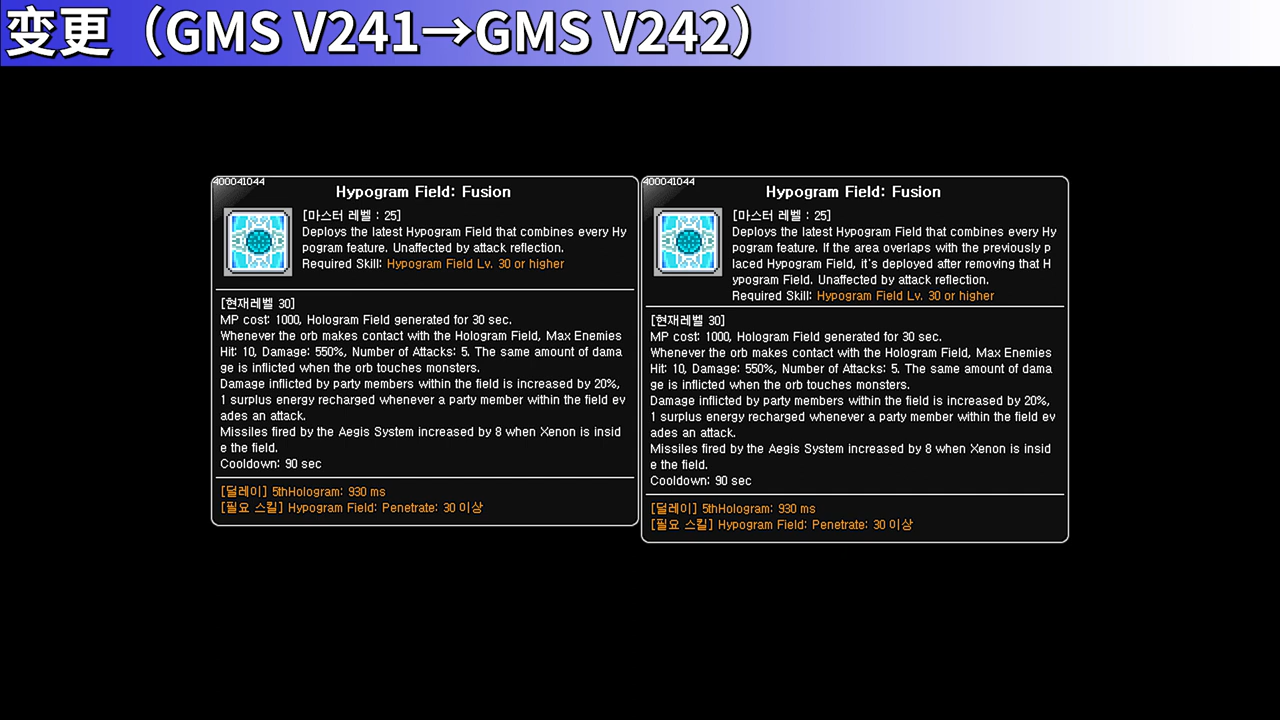 变更（GMS V241→GMS V242）
400041044
Hypogram Field: Fusion
[마스터 레벨 : 25]
Deploys the latest Hypogram Field that combines every Hy
pogram feature. Unaffected by attack reflection.
Required Skill: Hypogram Field Lv. 30 or higher
[현재레벨 30]
MP cost: 1000, Hologram Field generated for 30 sec.
Whenever the orb makes contact with the Hologram Field, Max Enemies
Hit: 10, Damage: 550%, Number of Attacks: 5. The same amount of dama
ge is inflicted when the orb touches monsters.
Damage inflicted by party members within the field is increased by 20%,
1 surplus energy recharged whenever a party member within the field ev
ades an attack.
Missiles fired by the Aegis System increased by 8 when Xenon is insid
e the field.
Cooldown: 90 sec
[딜레이] 5thHologram: 930 ms
[필요 스킬] Hypogram Field: Penetrate: 30 이상
400041044
Hypogram Field: Fusion
[마스터 레벨 : 25]
Deploys the latest Hypogram Field that combines every Hy
pogram feature. If the area overlaps with the previously p
laced Hypogram Field, it's deployed after removing that H
ypogram Field. Unaffected by attack reflection.
Required Skill: Hypogram Field Lv. 30 or higher
[현재레벨 30]
MP cost: 1000, Hologram Field generated for 30 sec.
Whenever the orb makes contact with the Hologram Field, Max Enemies
Hit: 10, Damage: 550%, Number of Attacks: 5. The same amount of dama
ge is inflicted when the orb touches monsters.
Damage inflicted by party members within the field is increased by 20%,
1 surplus energy recharged whenever a party member within the field ev
ades an attack.
Missiles fired by the Aegis System increased by 8 when Xenon is insid
e the field.
Cooldown: 90 sec
[딜레이] 5thHologram: 930 ms
[필요 스킬] Hypogram Field: Penetrate: 30 이상